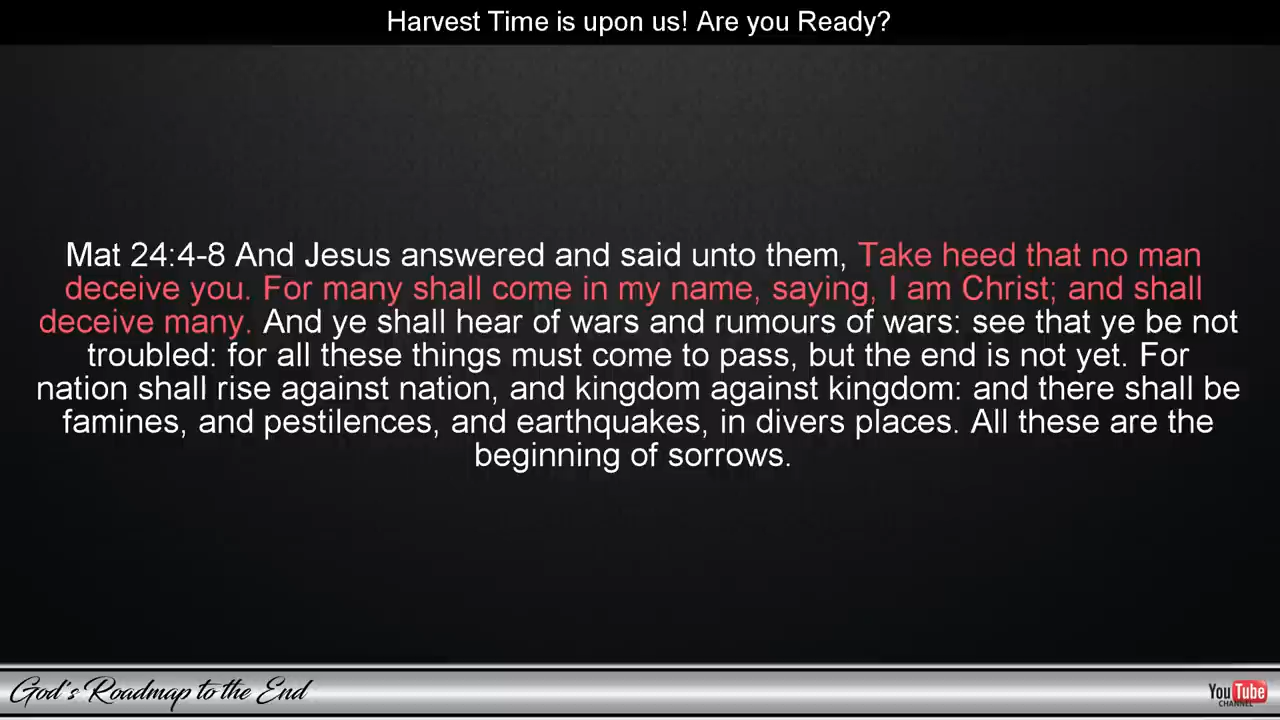 Harvest Time is upon us! Are you Ready?
Mat 24:4-8 And Jesus answered and said unto them, Take heed that no man
deceive you. For many shall come in my name, saying, I am Christ; and shall
deceive many. And ye shall hear of wars and rumours of wars: see that ye be not
troubled: for all these things must come to pass, but the end is not yet. For
nation shall rise against nation, and kingdom against kingdom: and there shall be
famines, and pestilences, and earthquakes, in divers places. All these are the
beginning of sorrows.
God's Roadmap to the End
YouTube
CHANNEL